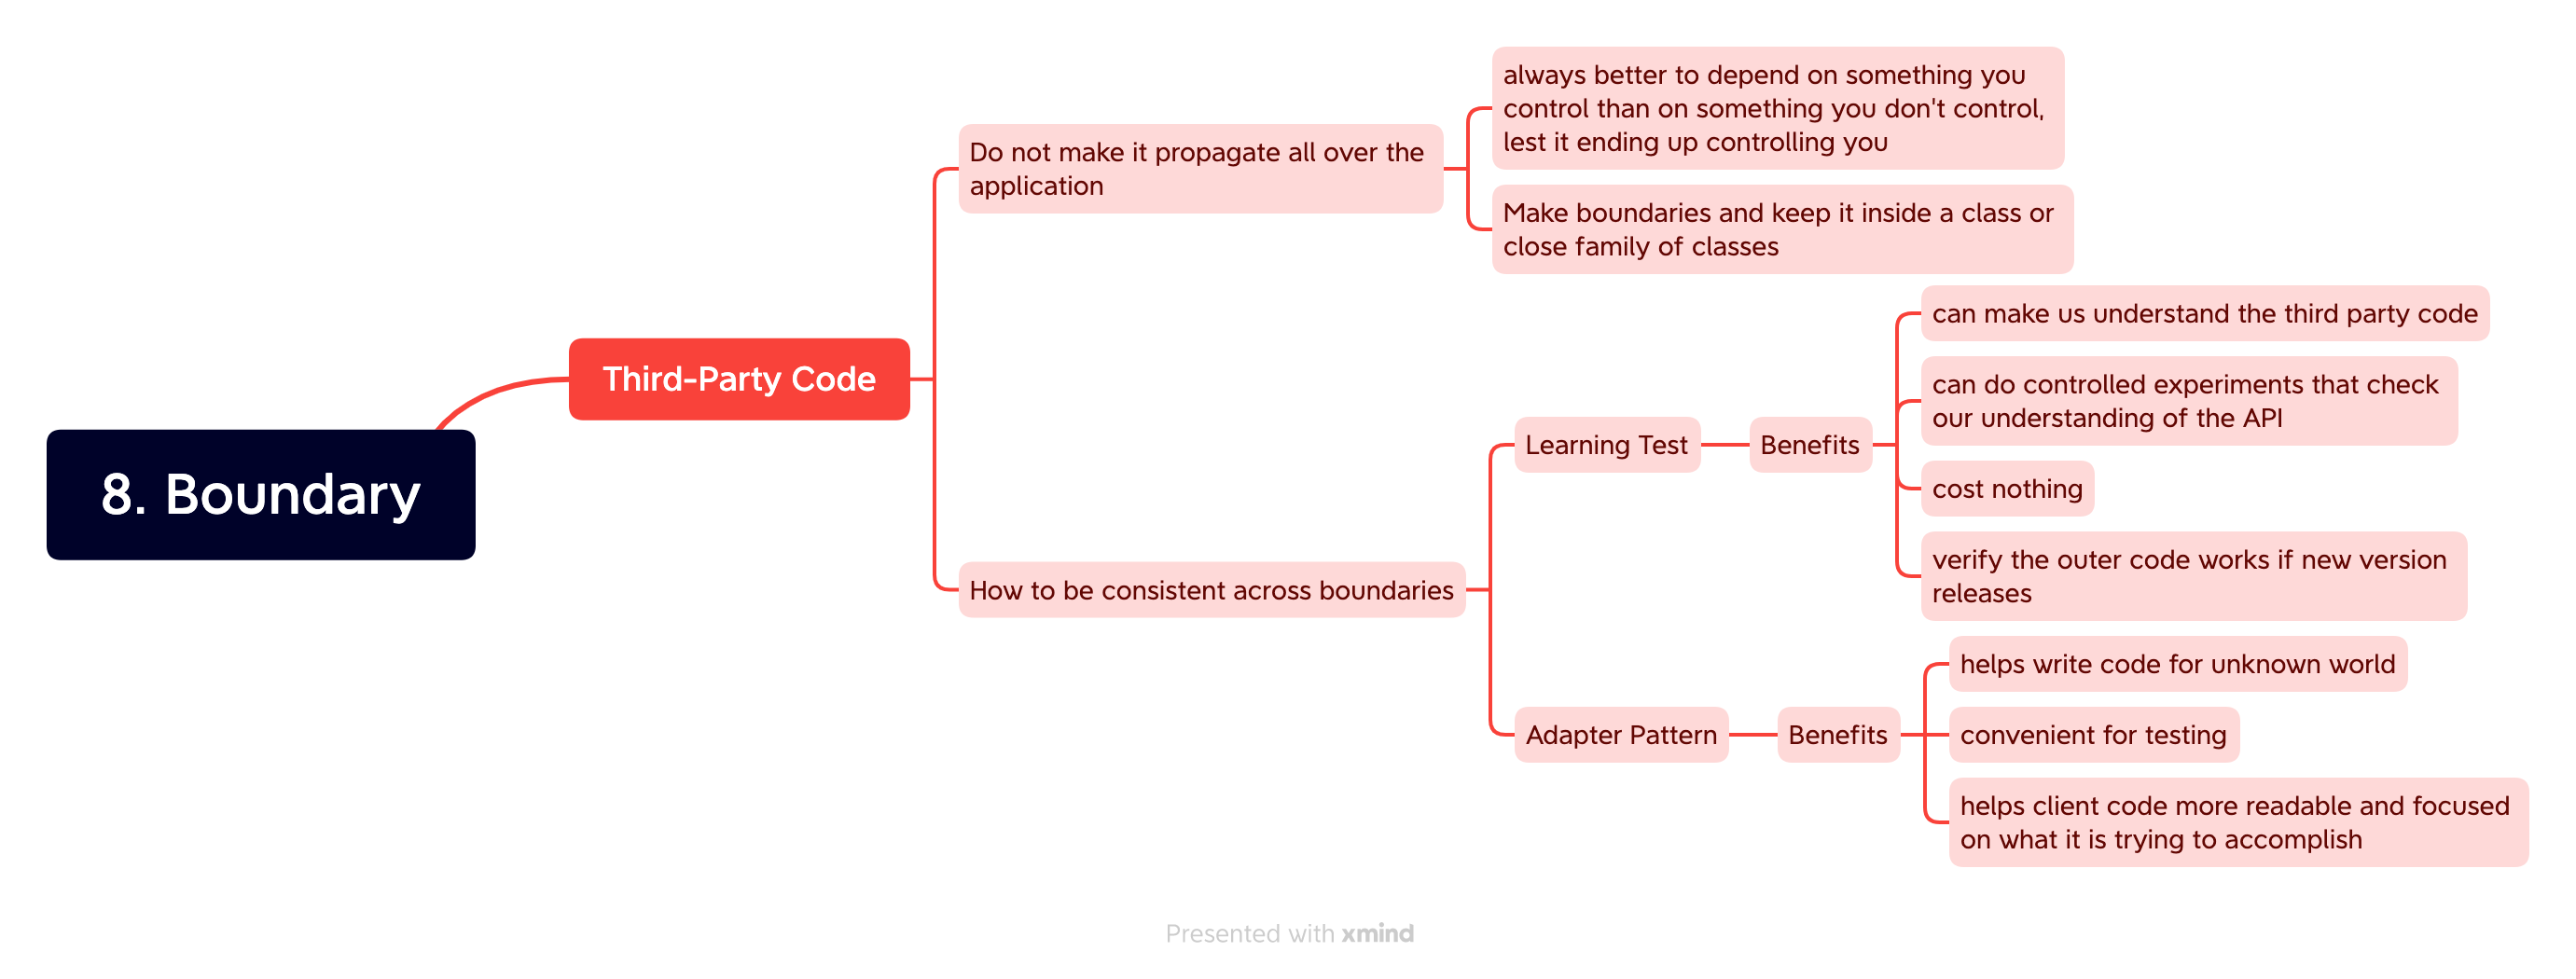 8. Boundary
Third-Party Code
Do not make it propagate all over the
application
always better to depend on something you
control than on something you don't control,
lest it ending up controlling you
Make boundaries and keep it inside a class or
close family of classes
How to be consistent across boundaries
Learning Test
Benefits
can make us understand the third party code
can do controlled experiments that check
our understanding of the API
cost nothing
verify the outer code works if new version
releases
Adapter Pattern
Benefits
helps write code for unknown world
convenient for testing
helps client code more readable and focused
on what it is trying to accomplish
Presented with xmind